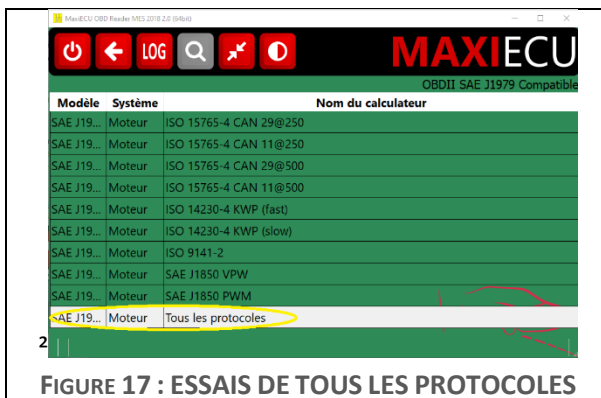 MaxiECU OBD Reader MES 2018 2.0 (64bit)
LOG
MAXIECU
OBDII SAE J1979 Compatible
Modèle Système Nom du calculateur
SAE J19... Moteur ISO 15765-4 CAN 29@250
SAE J19... Moteur ISO 15765-4 CAN 11@250
SAE J19... Moteur ISO 15765-4 CAN 29@500
SAE J19... Moteur ISO 15765-4 CAN 11@500
SAE J19... Moteur ISO 14230-4 KWP (fast)
SAE J19... Moteur ISO 14230-4 KWP (slow)
SAE J19... Moteur ISO 9141-2
SAE J19... Moteur SAE J1850 VPW
SAE J19... Moteur SAE J1850 PWM
SAE J19... Moteur Tous les protocoles
2
FIGURE 17 : ESSAIS DE TOUS LES PROTOCOLES